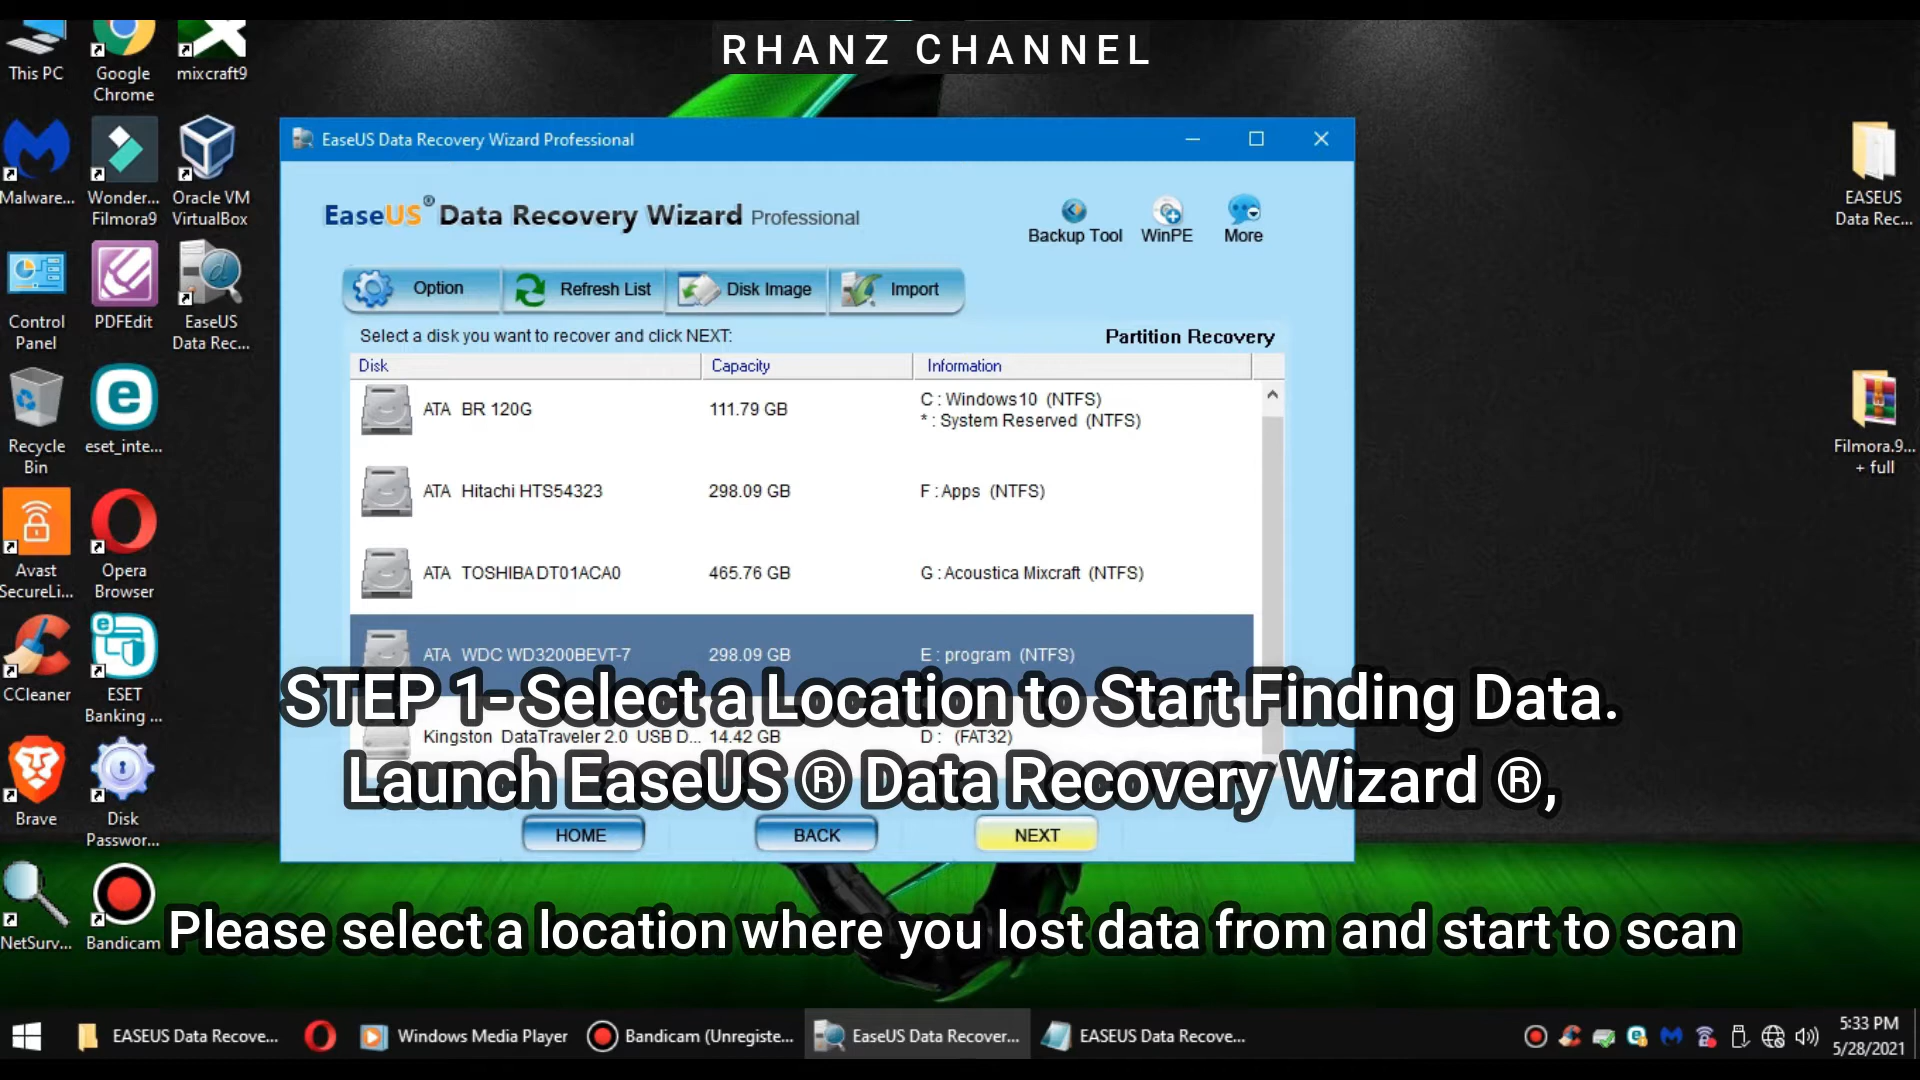 RHANZ CHANNEL
This PC
Google
Chrome
mixcraft9
Malware...
Wonder...
Filmora9
Oracle VM
VirtualBox
Control
Panel
PDFEdit
EaseUS
Data Rec...
Recycle
Bin
eset_inte...
Avast
SecureLi...
Opera
Browser
CCleaner
ESET
Banking ...
Brave
Disk
Passwor...
NetSurv...
Bandicam
EASEUS
Data Rec...
Filmora.9...
+ full
EaseUS Data Recovery Wizard Professional
EaseUS® Data Recovery Wizard Professional
Backup Tool
WinPE
More
Option
Refresh List
Disk Image
Import
Select a disk you want to recover and click NEXT:
Partition Recovery
Disk Capacity Information
ATA BR 120G 111.79 GB C : Windows10 (NTFS)
* : System Reserved (NTFS)
ATA Hitachi HTS54323 298.09 GB F : Apps (NTFS)
ATA TOSHIBA DT01ACA0 465.76 GB G : Acoustica Mixcraft (NTFS)
ATA WDC WD3200BEVT-7 298.09 GB E : program (NTFS)
STEP 1- Select a Location to Start Finding Data.
Kingston DataTraveler 2.0 USB D... 14.42 GB D : (FAT32)
Launch EaseUS ® Data Recovery Wizard ®,
HOME
BACK
NEXT
Please select a location where you lost data from and start to scan
EASEUS Data Recove...
Windows Media Player
Bandicam (Unregiste...
EaseUS Data Recover...
EASEUS Data Recove...
5:33 PM
5/28/2021